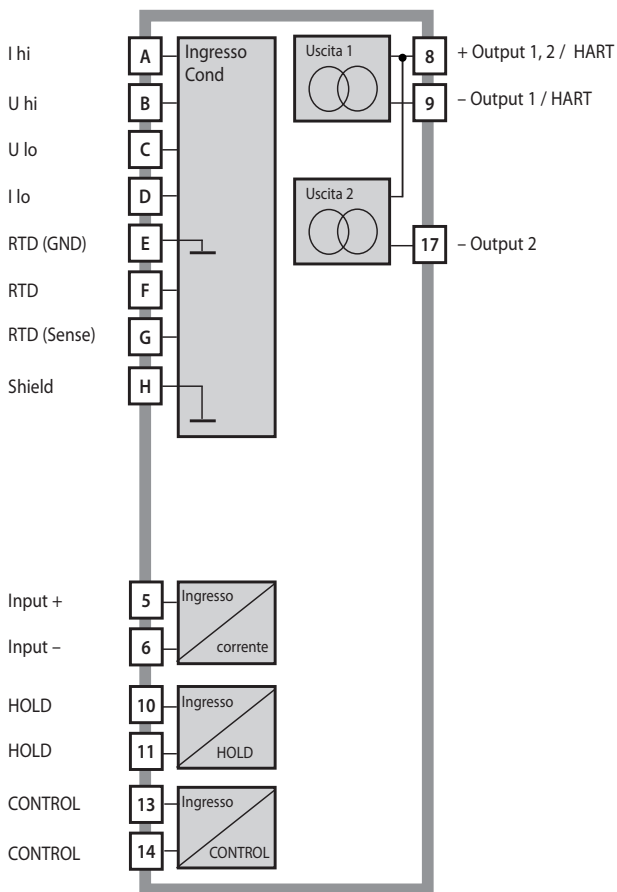 I hi
A
Ingresso
Cond
U hi
B
U lo
C
I lo
D
RTD (GND)
E
RTD
F
RTD (Sense)
G
Shield
H
Uscita 1
8
+ Output 1, 2 / HART
9
– Output 1 / HART
Uscita 2
17
– Output 2
Input +
5
Ingresso
Input –
6
corrente
HOLD
10
Ingresso
HOLD
11
HOLD
CONTROL
13
Ingresso
CONTROL
14
CONTROL